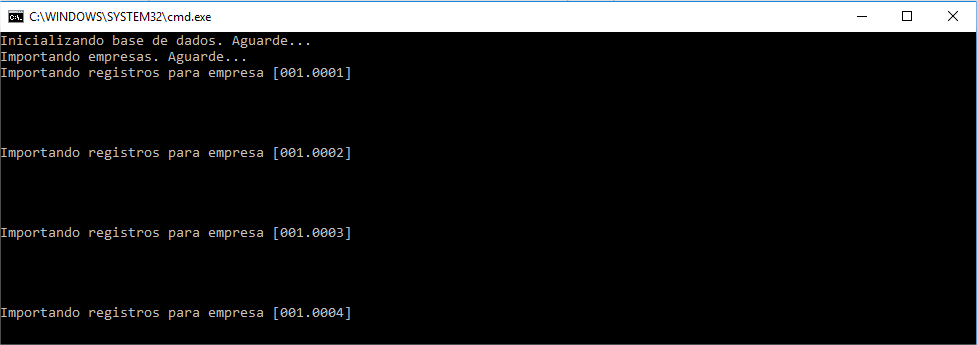 C:\WINDOWS\SYSTEM32\cmd.exe
Inicializando base de dados. Aguarde...
Importando empresas. Aguarde...
Importando registros para empresa [001.0001]
Importando registros para empresa [001.0002]
Importando registros para empresa [001.0003]
Importando registros para empresa [001.0004]